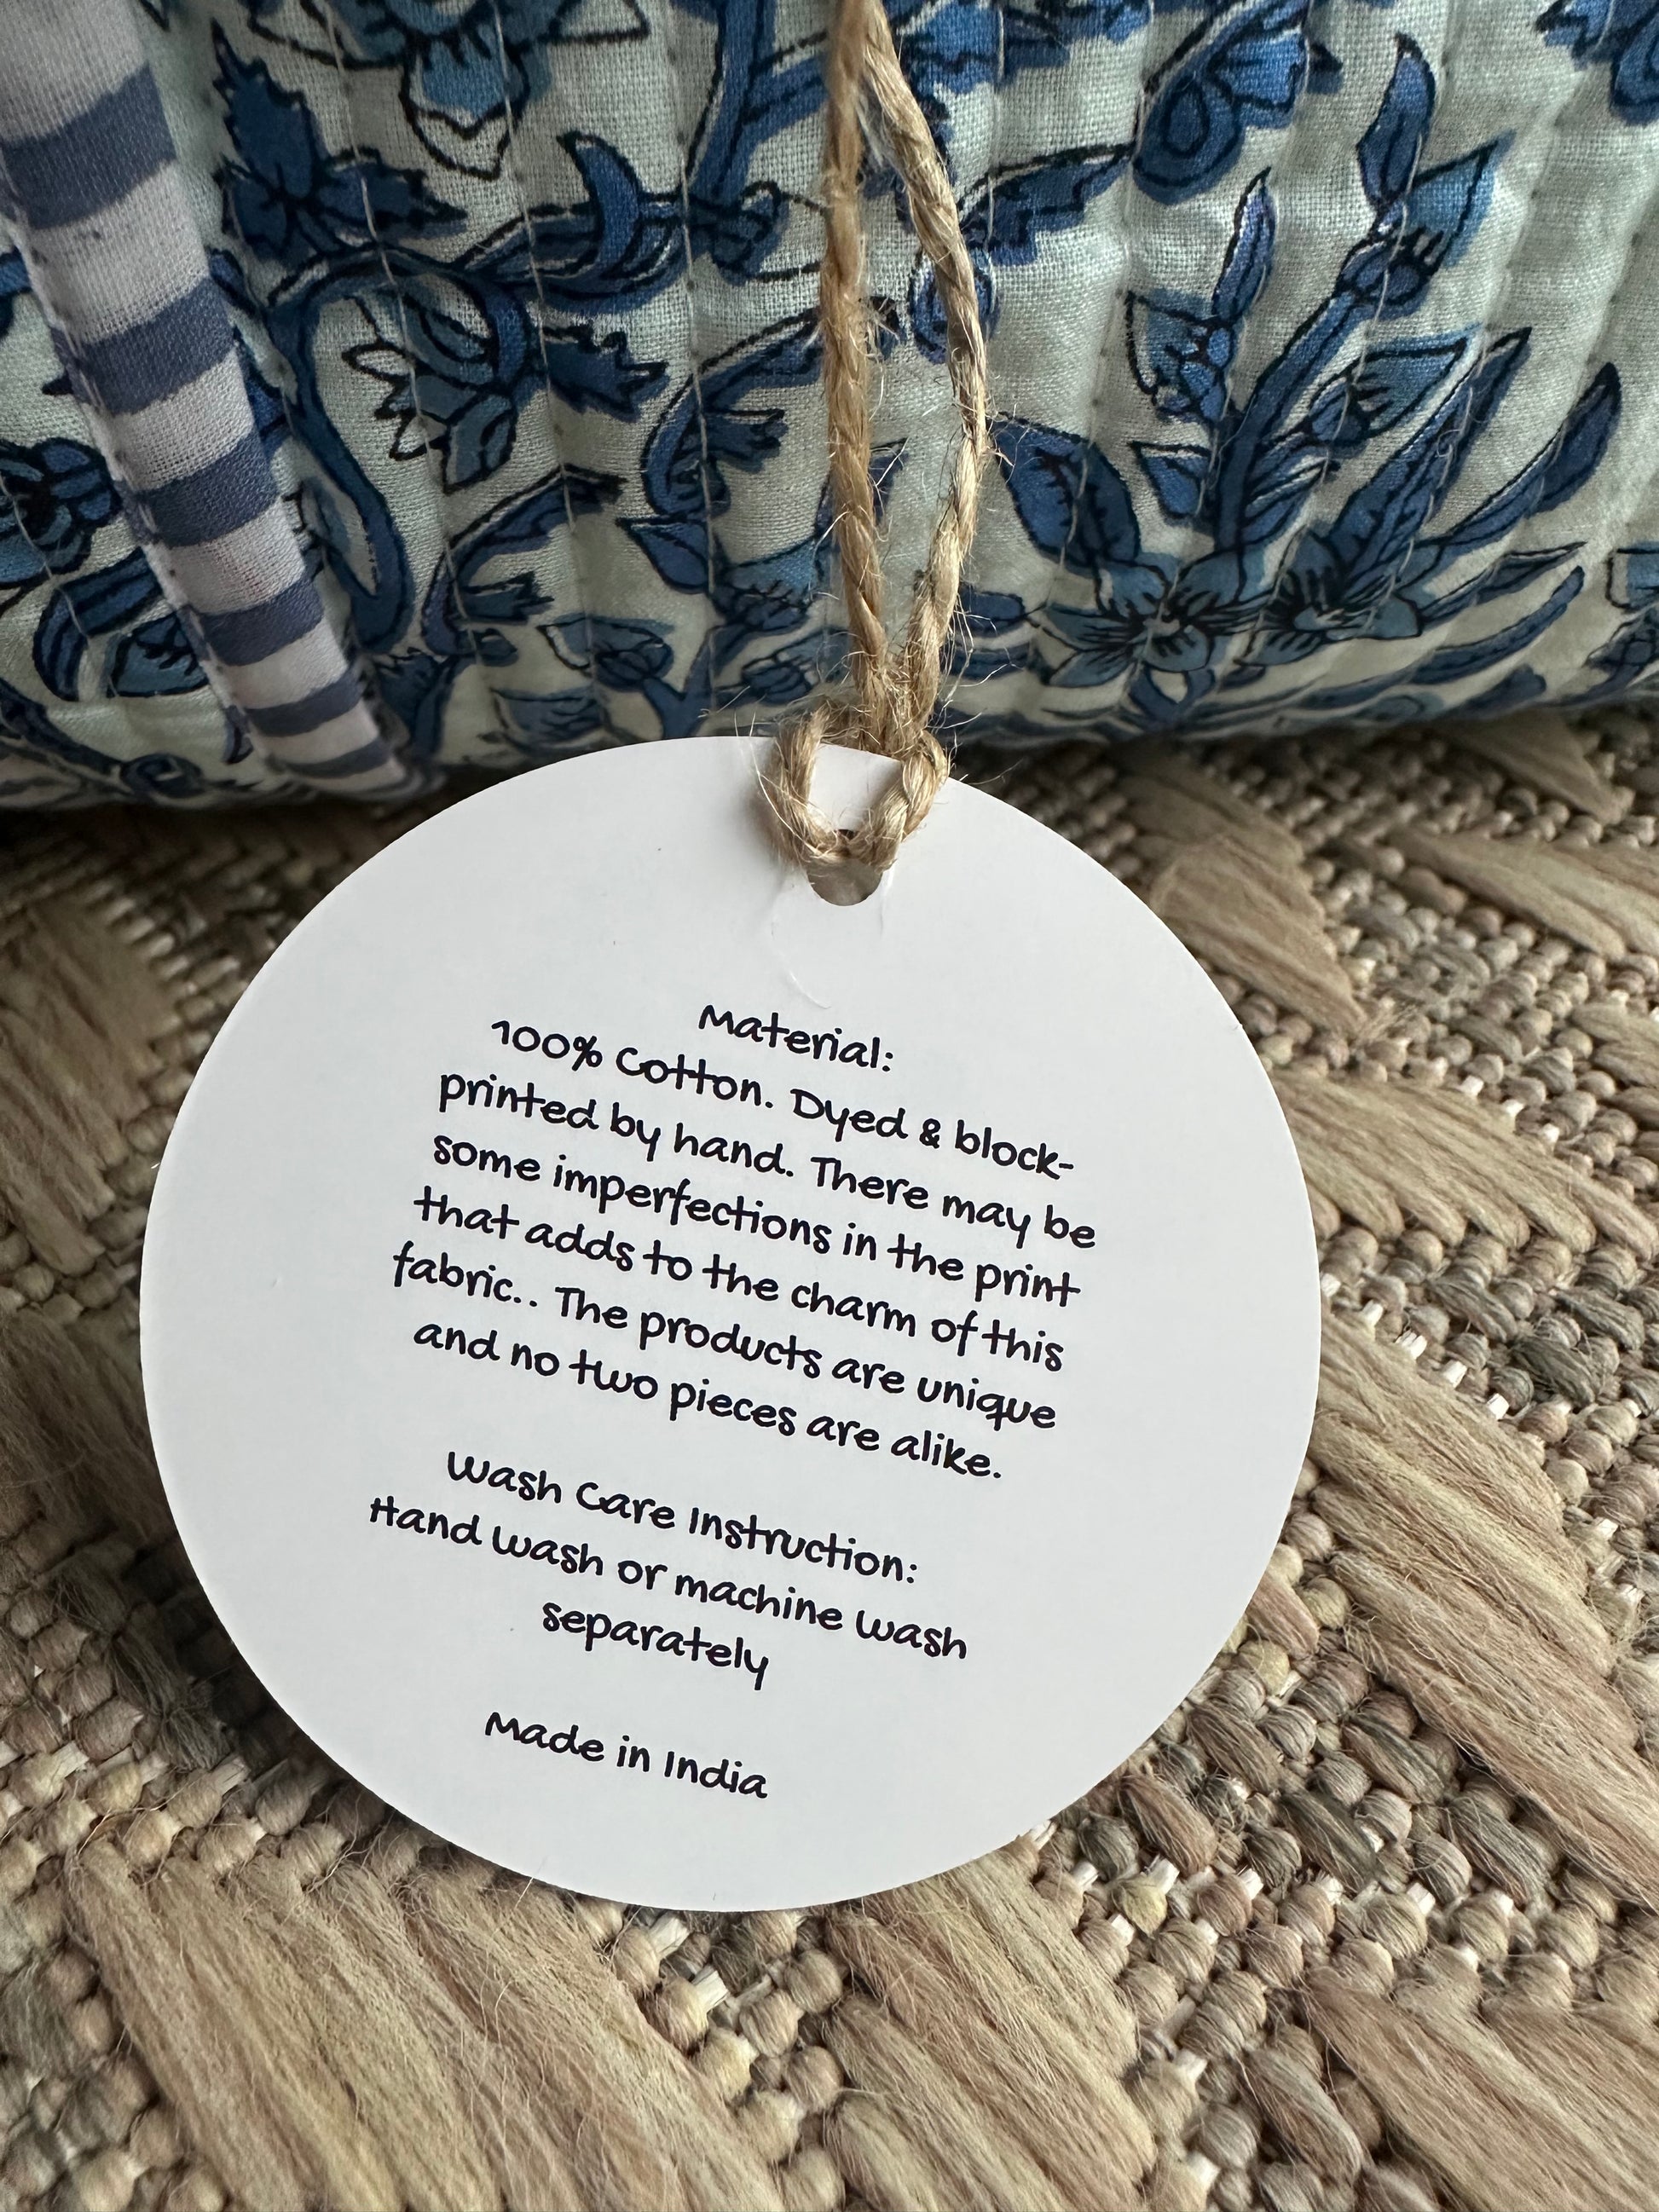 Material:
100% Cotton. Dyed & block-
printed by hand. There may be
some imperfections in the print
that adds to the charm of this
fabric.. The products are unique
and no two pieces are alike.
Wash Care Instruction:
Hand wash or machine wash
separately
Made in India